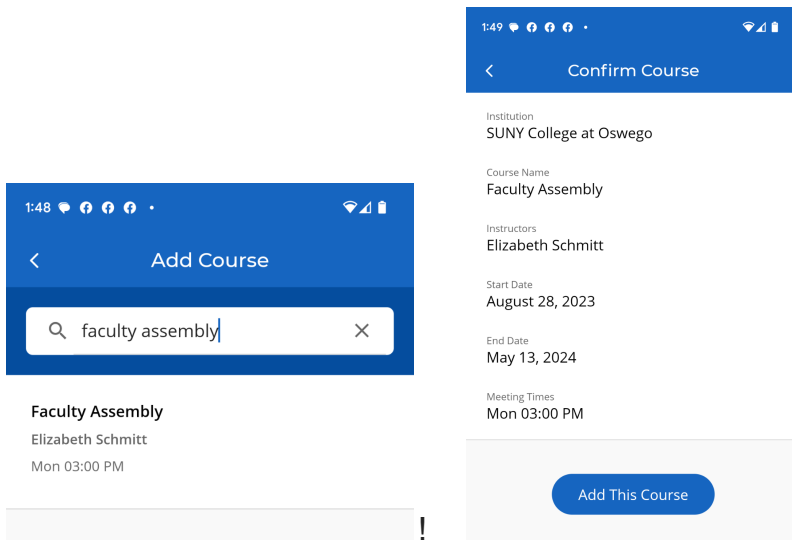 1:48
Add Course
faculty assembly
Faculty Assembly
Elizabeth Schmitt
Mon 03:00 PM
!
1:49
Confirm Course
Institution
SUNY College at Oswego
Course Name
Faculty Assembly
Instructors
Elizabeth Schmitt
Start Date
August 28, 2023
End Date
May 13, 2024
Meeting Times
Mon 03:00 PM
Add This Course